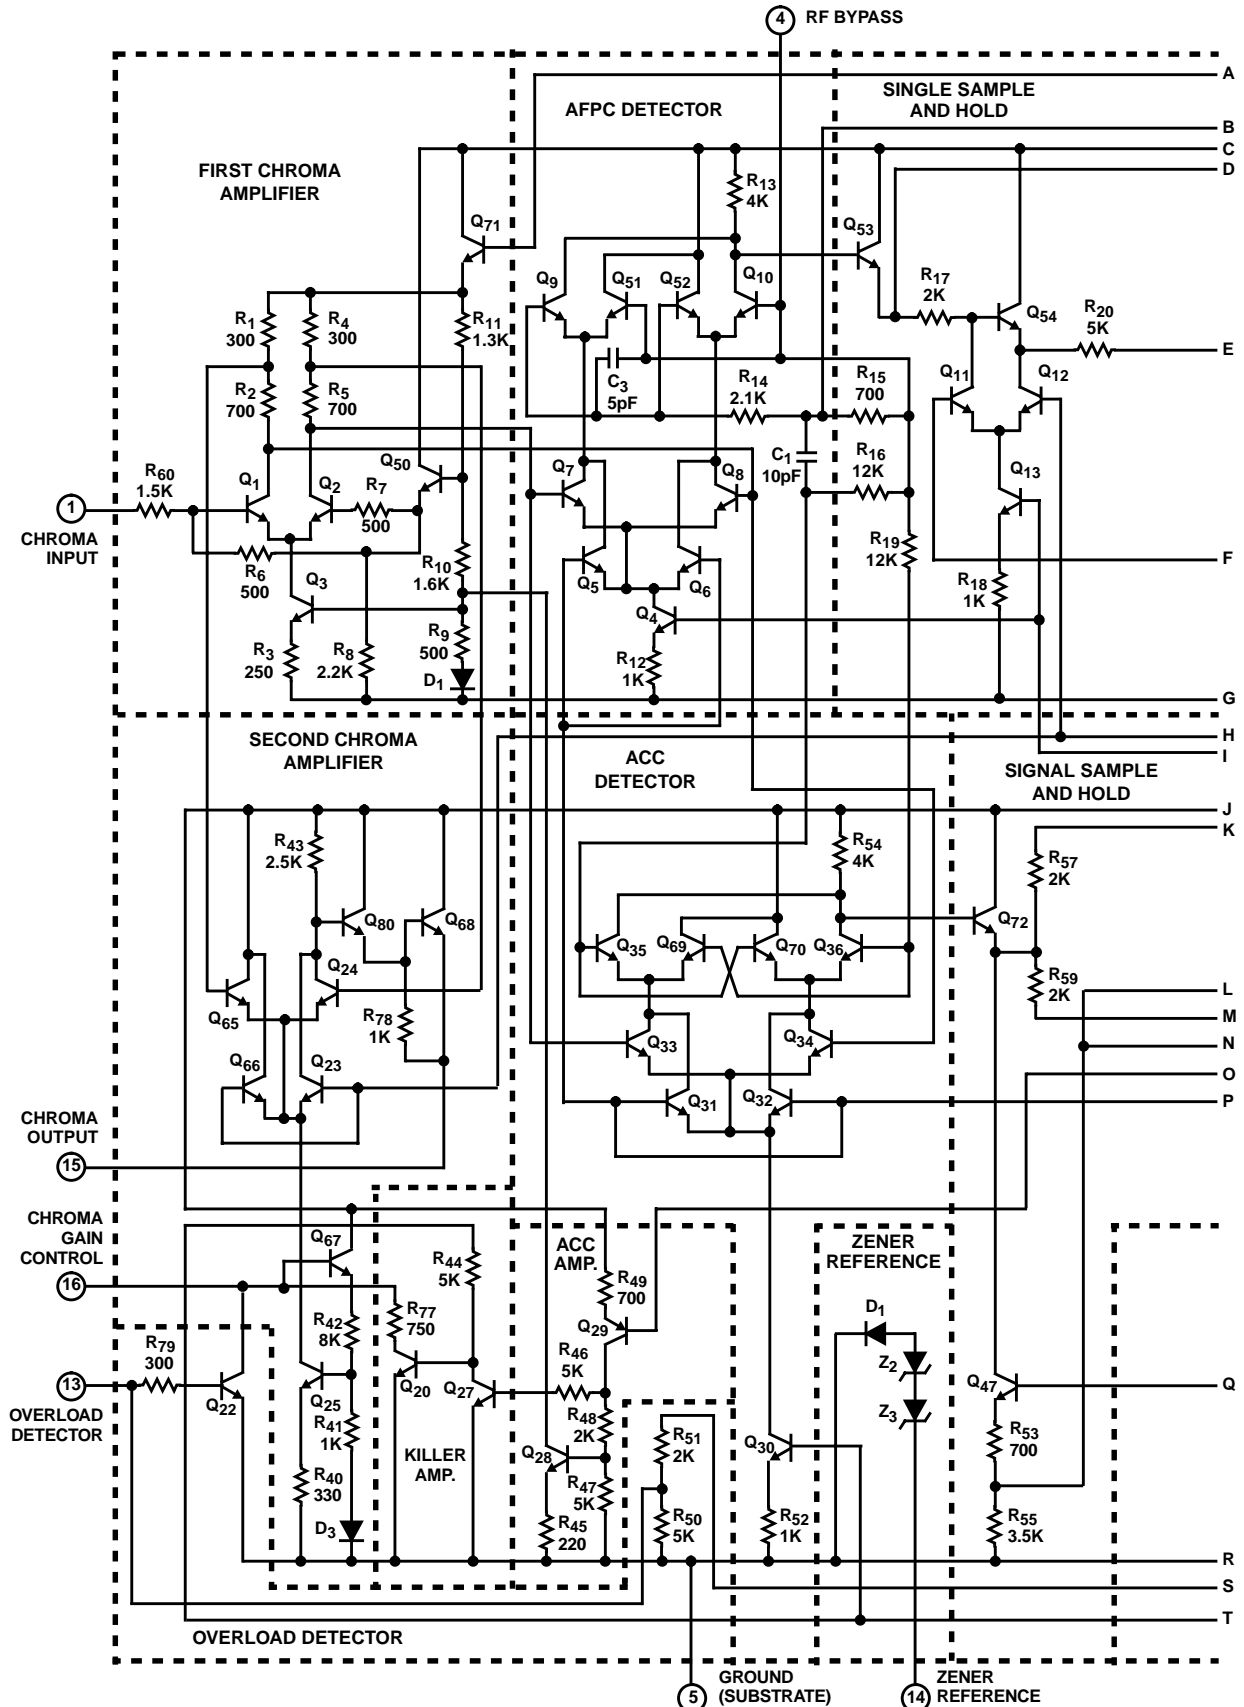 4 RF BYPASS
A
SINGLE SAMPLE
AND HOLD
AFPC DETECTOR
B
C
D
FIRST CHROMA
AMPLIFIER
R13
4K
Q71
Q53
Q9
Q51
Q52
Q10
R17
2K
R1
300
R4
300
R11
1.3K
Q54
R20
5K
E
C3
5pF
R14
2.1K
R15
700
Q11
Q12
R2
700
R5
700
R16
12K
C1
10pF
R60
1.5K
Q1
Q2
R7
500
Q50
Q7
Q8
Q13
1
CHROMA
INPUT
R6
500
R10
1.6K
R19
12K
F
Q3
Q5
Q6
R18
1K
Q4
R3
250
R8
2.2K
R9
500
D1
R12
1K
G
SECOND CHROMA
AMPLIFIER
ACC
DETECTOR
H
I
SIGNAL SAMPLE
AND HOLD
J
K
R43
2.5K
R54
4K
R57
2K
Q80
Q68
Q72
Q35
Q69
Q70
Q36
Q24
R59
2K
L
Q65
R78
1K
M
Q33
Q34
N
Q66
Q23
O
Q31
Q32
P
CHROMA
OUTPUT
15
CHROMA
GAIN
CONTROL
16
Q67
R44
5K
ACC
AMP.
ZENER
REFERENCE
R49
700
R77
750
D1
R42
8K
Q29
R79
300
R46
5K
Z2
13
OVERLOAD
DETECTOR
Q22
Q25
Q20
Q27
Z3
Q47
Q
R41
1K
R48
2K
R51
2K
KILLER
AMP.
Q28
Q30
R53
700
R40
330
R47
5K
D3
R45
220
R50
5K
R52
1K
R55
3.5K
R
S
T
OVERLOAD DETECTOR
5 GROUND
(SUBSTRATE)
14 ZENER
REFERENCE